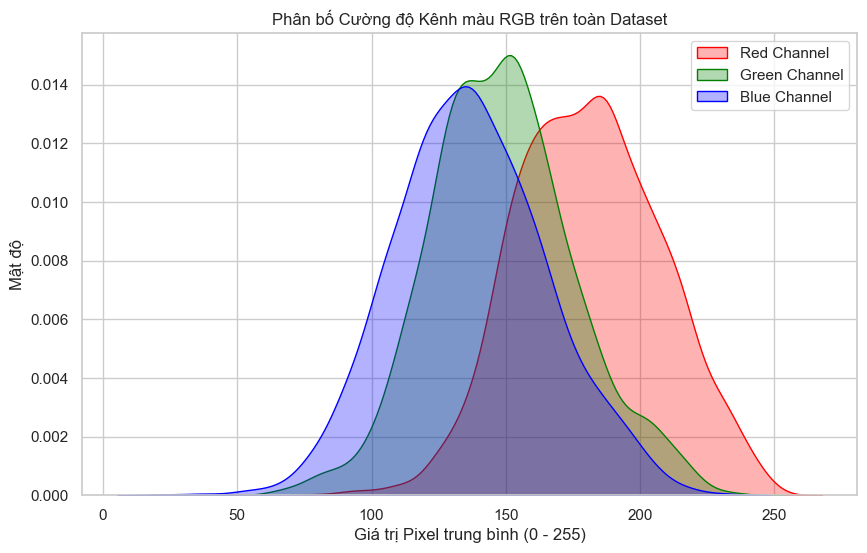 Phân bố Cường độ Kênh màu RGB trên toàn Dataset
Red Channel
Green Channel
Blue Channel
Mật độ
0.014
0.012
0.010
0.008
0.006
0.004
0.002
0.000
0 50 100 150 200 250
Giá trị Pixel trung bình (0 - 255)